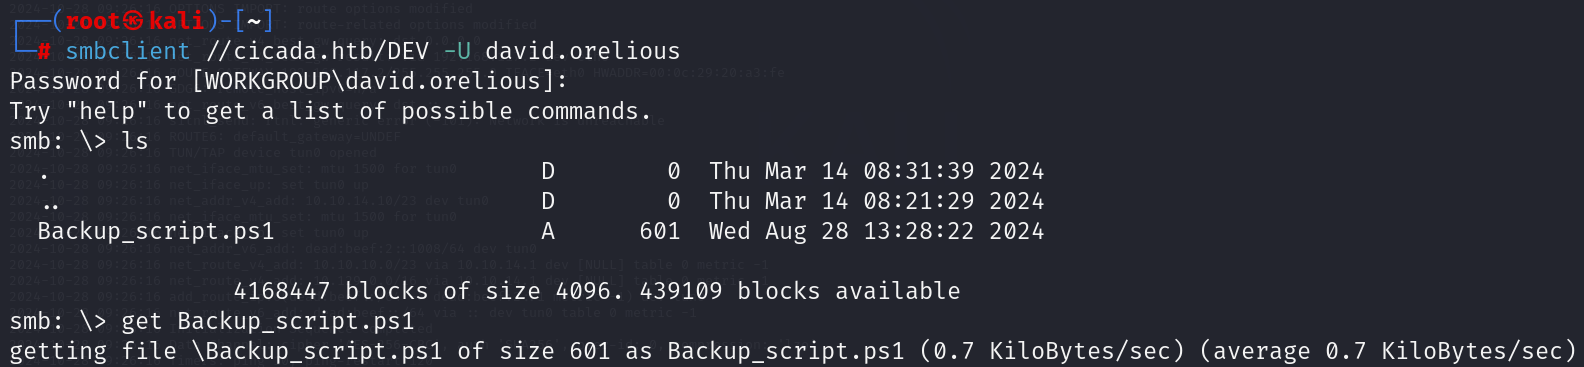 ┌──(root㉿kali)-[~]
└─# smbclient //cicada.htb/DEV -U david.orelious
Password for [WORKGROUP\david.orelious]:
Try "help" to get a list of possible commands.
smb: \> ls
  .                                   D        0  Thu Mar 14 08:31:39 2024
  ..                                  D        0  Thu Mar 14 08:21:29 2024
  Backup_script.ps1                   A      601  Wed Aug 28 13:28:22 2024
                4168447 blocks of size 4096. 439109 blocks available
smb: \> get Backup_script.ps1
getting file \Backup_script.ps1 of size 601 as Backup_script.ps1 (0.7 KiloBytes/sec) (average 0.7 KiloBytes/sec)